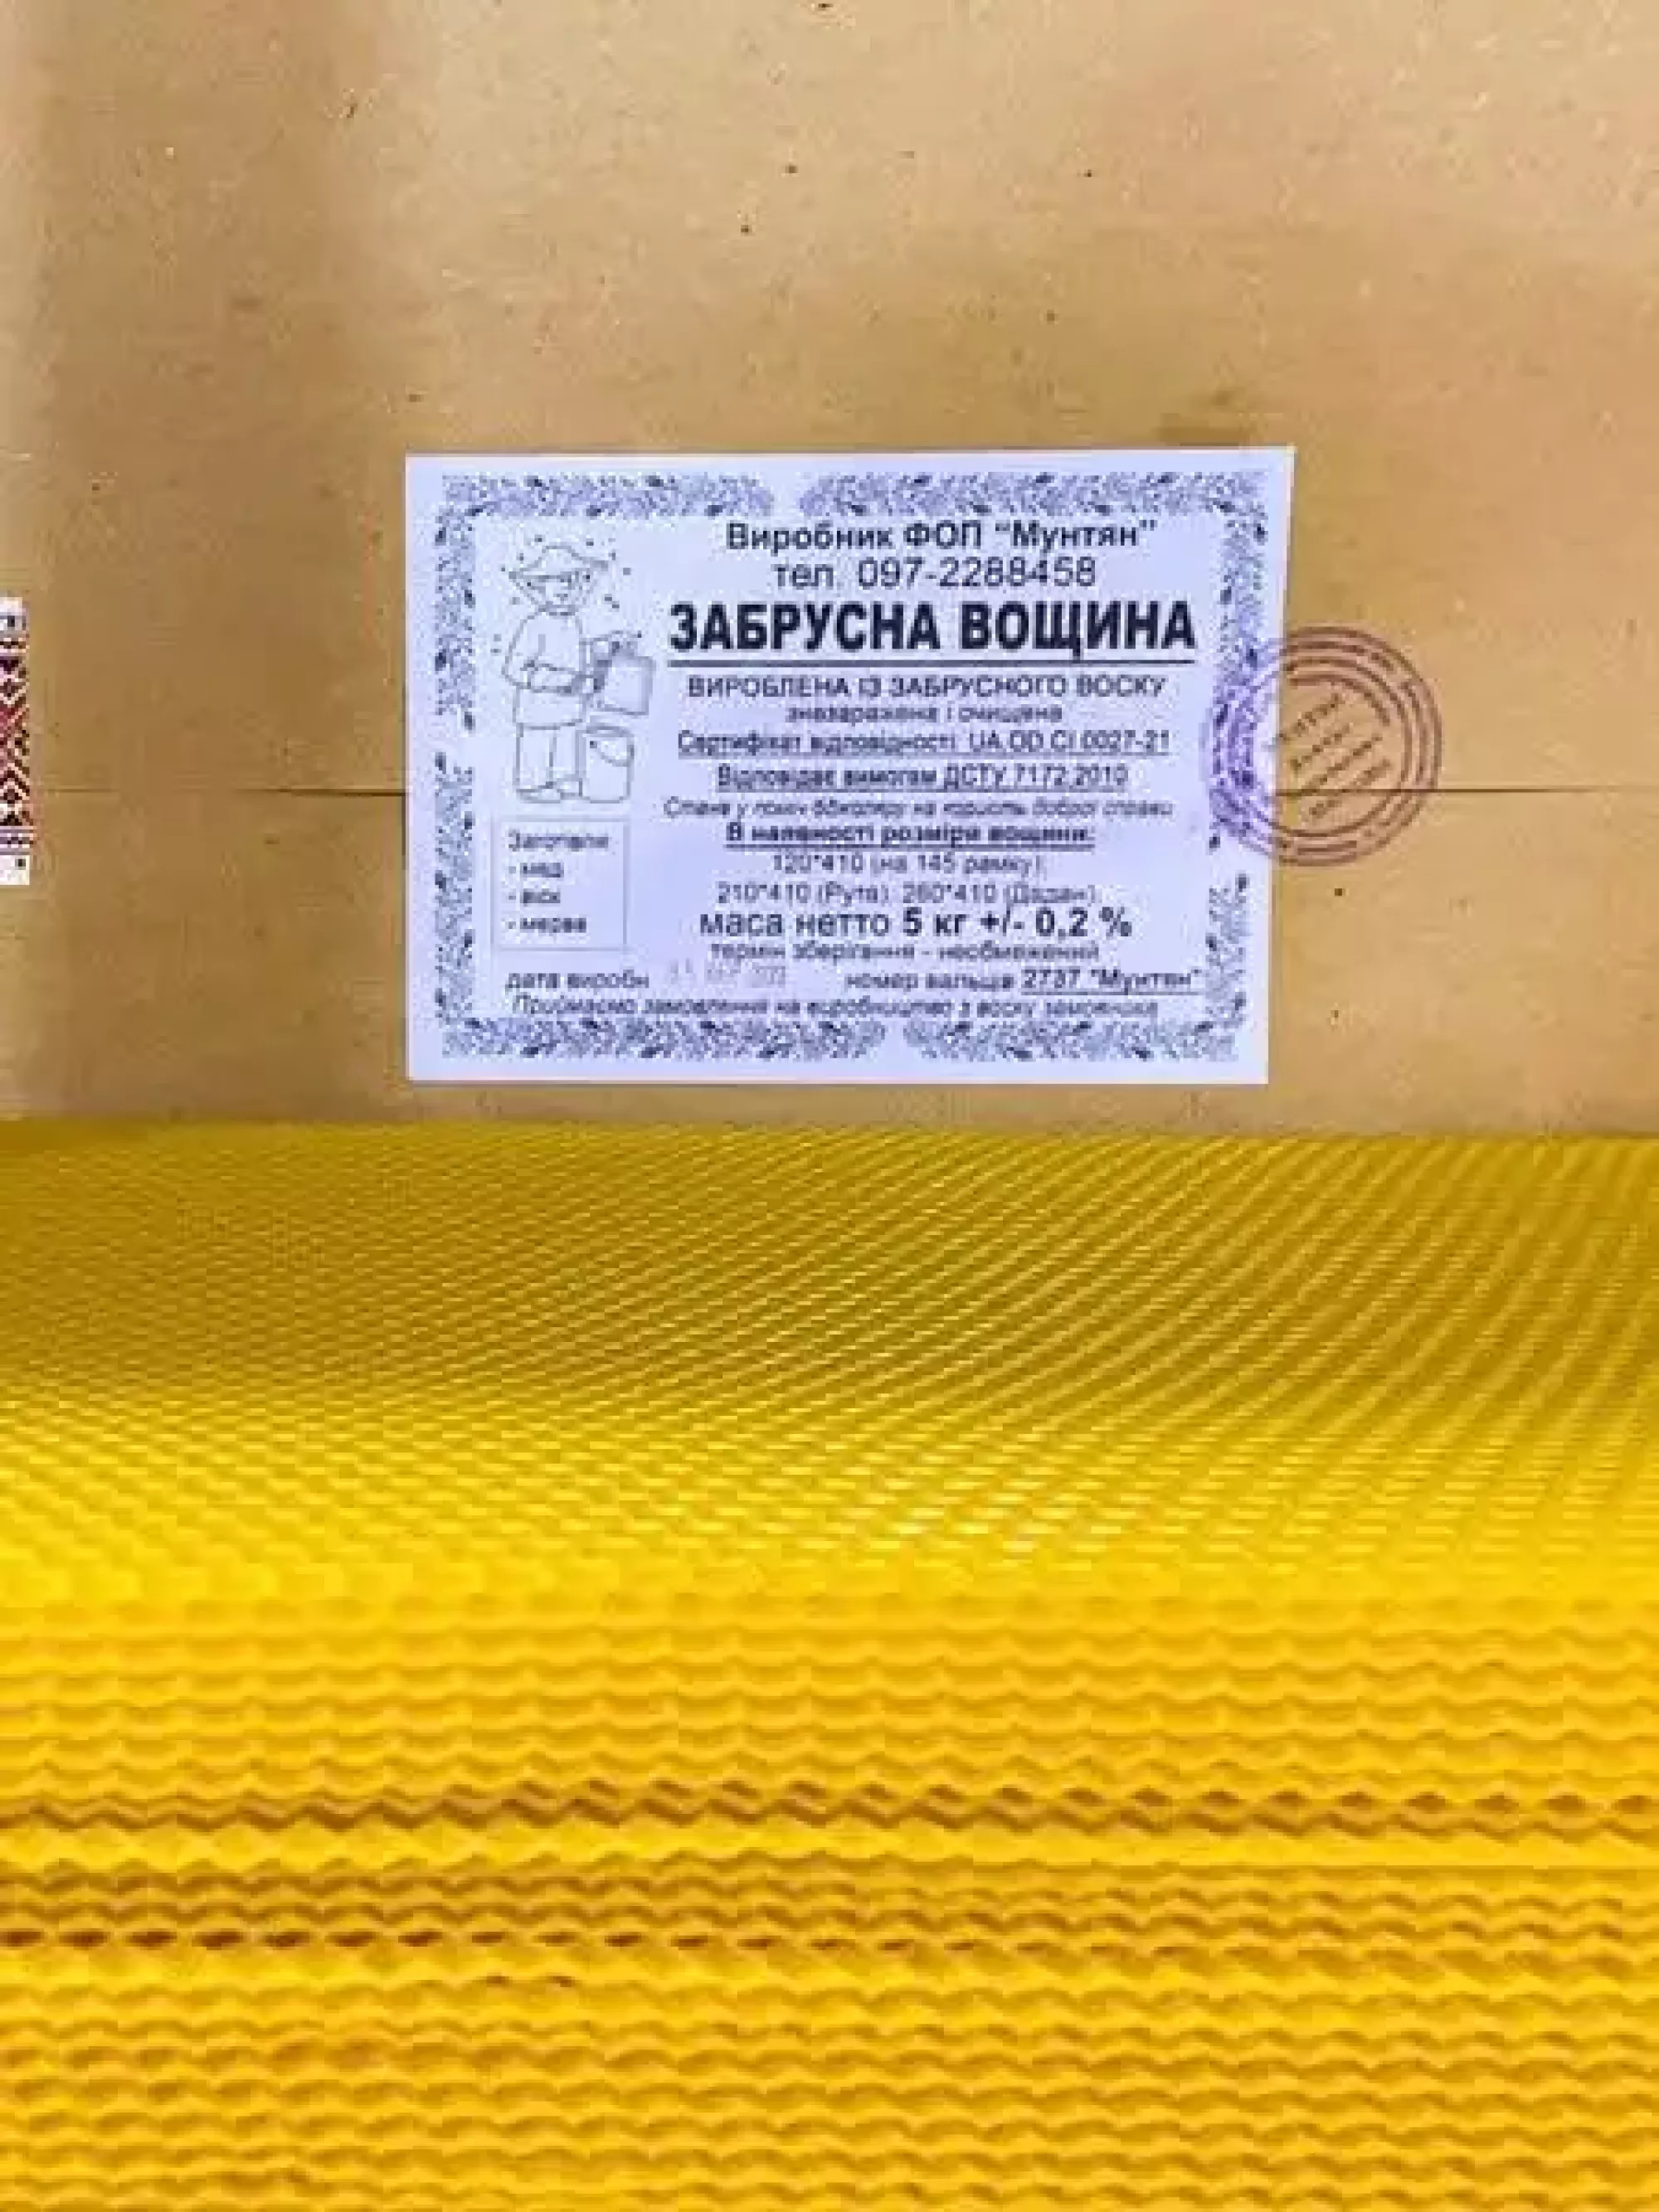 Виробник ФОП "Мунтян"
тел. 097-2288458
ЗАБРУСНА ВОЩИНА
ВИРОБЛЕНА ІЗ ЗАБРУСНОГО ВОСКУ
знезаражена і очищена
Сертифікат відповідності UA.OD.CI.0027-21
Відповідає вимогам ДСТУ 7172:2010
Стане у поміч бджоляру на користь доброї справи
В наявності розміри вощини:
120*410 (на 145 рамку);
210*410 (Рута); 260*410 (Дадан).
маса нетто 5 кг +/- 0,2 %
термін зберігання - необмежений
Заготівля
- мед
- віск
- мерва
дата виробн
номер вальців 2737 "Мунтян"
Приймаємо замовлення на виробництво з воску замовника